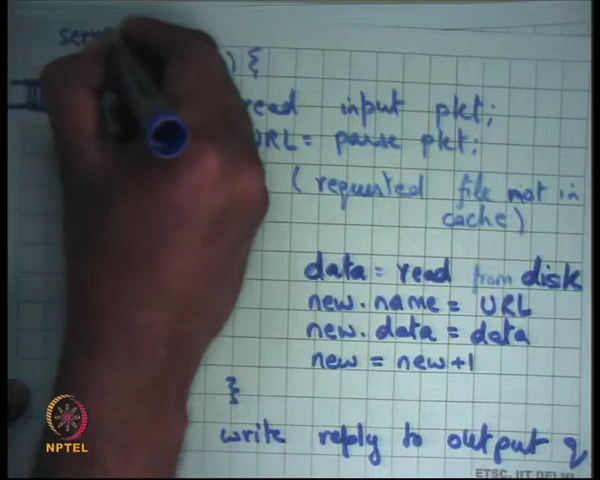 ) {
read input pkt;
URL = parse pkt;
( requested file not in
cache )
data = read from disk
new.name = URL
new.data = data
new = new+1
}
write reply to output q
NPTEL
ETSC, IIT DELHI